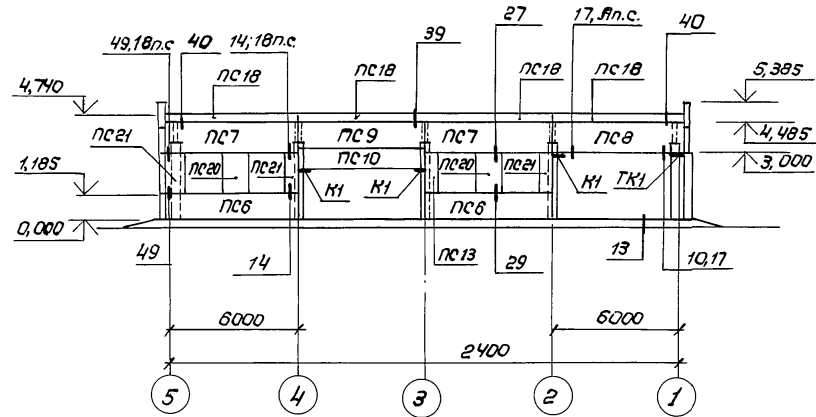 49,18п.с 40 14;18п.с. 39 27 17, 40
4,740 ПС18 ПС18 ПС18 ПС18 5,385
ПС21 ПС7 ПС9 ПС7 ПС8 4,485
1,185 ПС20 ПС21 ПС10 ПС20 ПС21 3,000
К1 К1 К1 ТК1
0,000 ПС6 ПС6
49 14 ПС13 29 13 10,17
6000 6000
2400
5 4 3 2 1